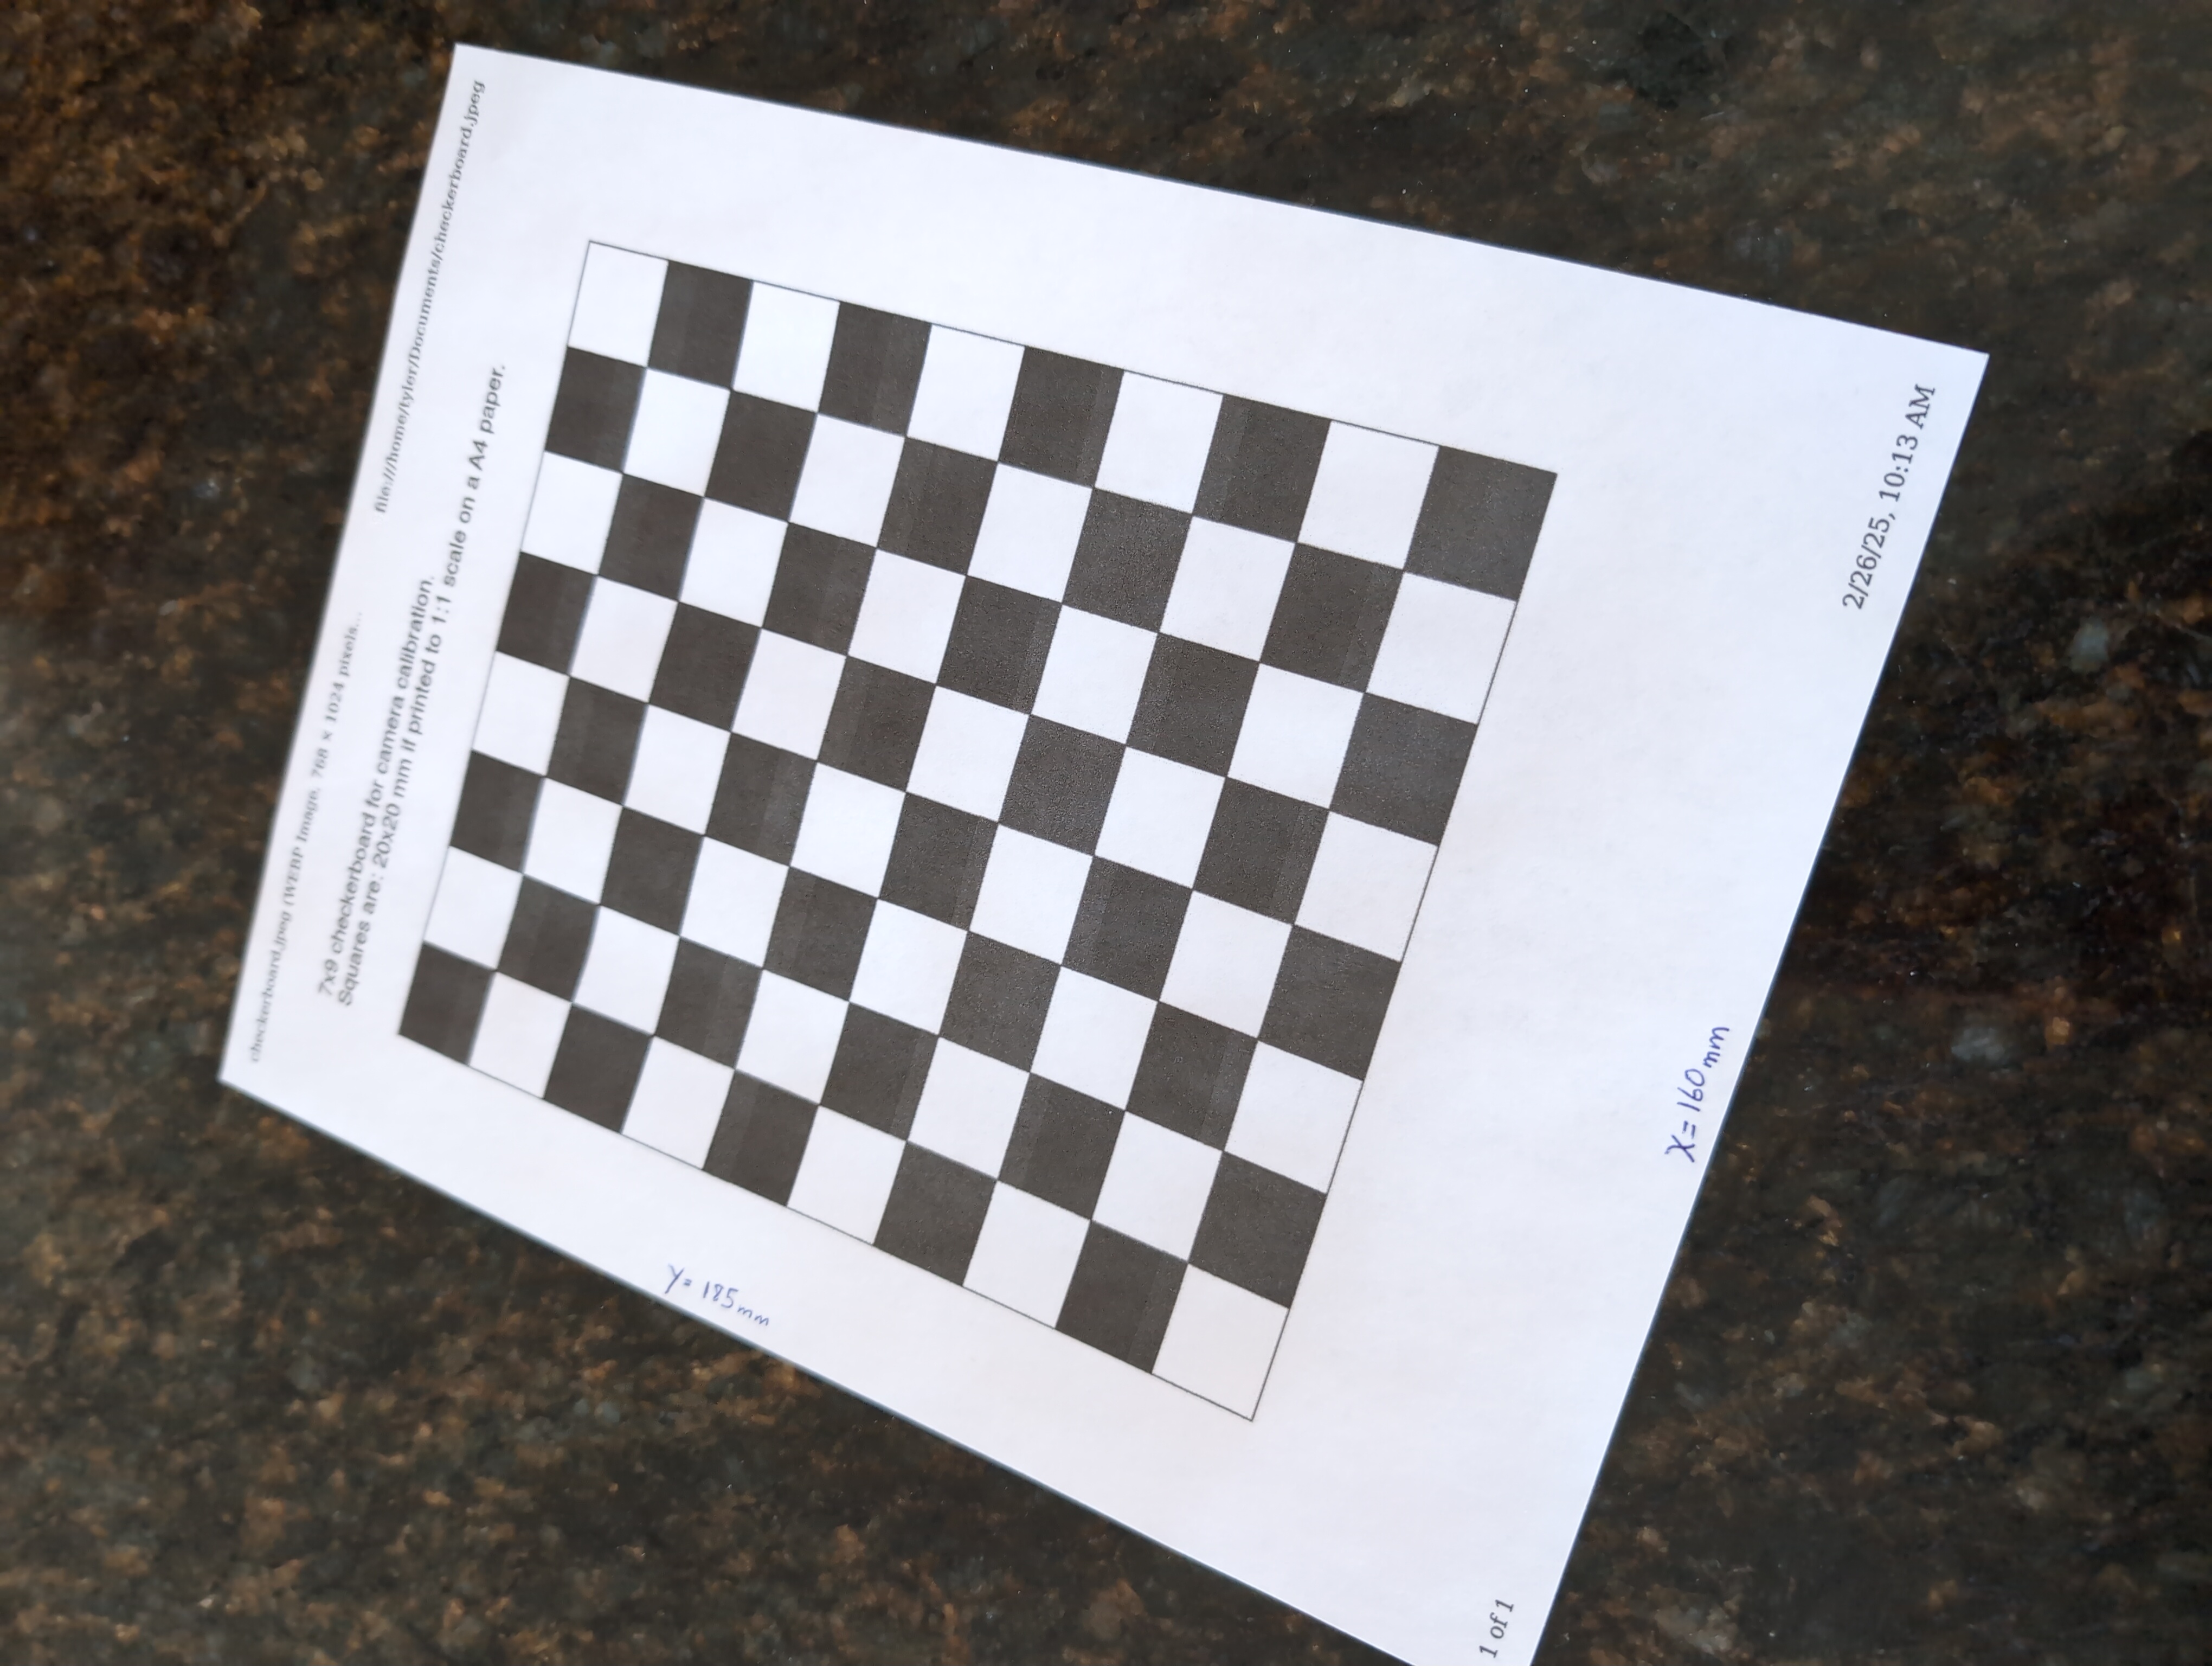 checkerboard.jpeg (WEBP Image, 768 × 1024 pixels...
file:///home/tyler/Documents/checkerboard.jpeg
7x9 checkerboard for camera calibration.
Squares are: 20x20 mm if printed to 1:1 scale on a A4 paper.
Y=185mm
X=160mm
1 of 1
2/26/25, 10:13 AM